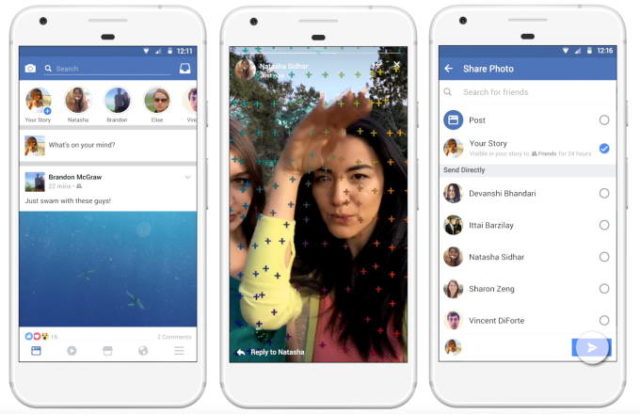 12:11
Search
Your Story
Natasha
Brandon
Elise
What's on your mind?
Brandon McGraw
22 mins
Just swam with these guys!
16
2 Comments
Natasha Sidhar
Reply to Natasha
12:16
Share Photo
Search for friends
Post
Your Story
Visible in your story to Friends for 24 hours
Send Directly
Devanshi Bhandari
Ittai Barzilay
Natasha Sidhar
Sharon Zeng
Vincent DiForte